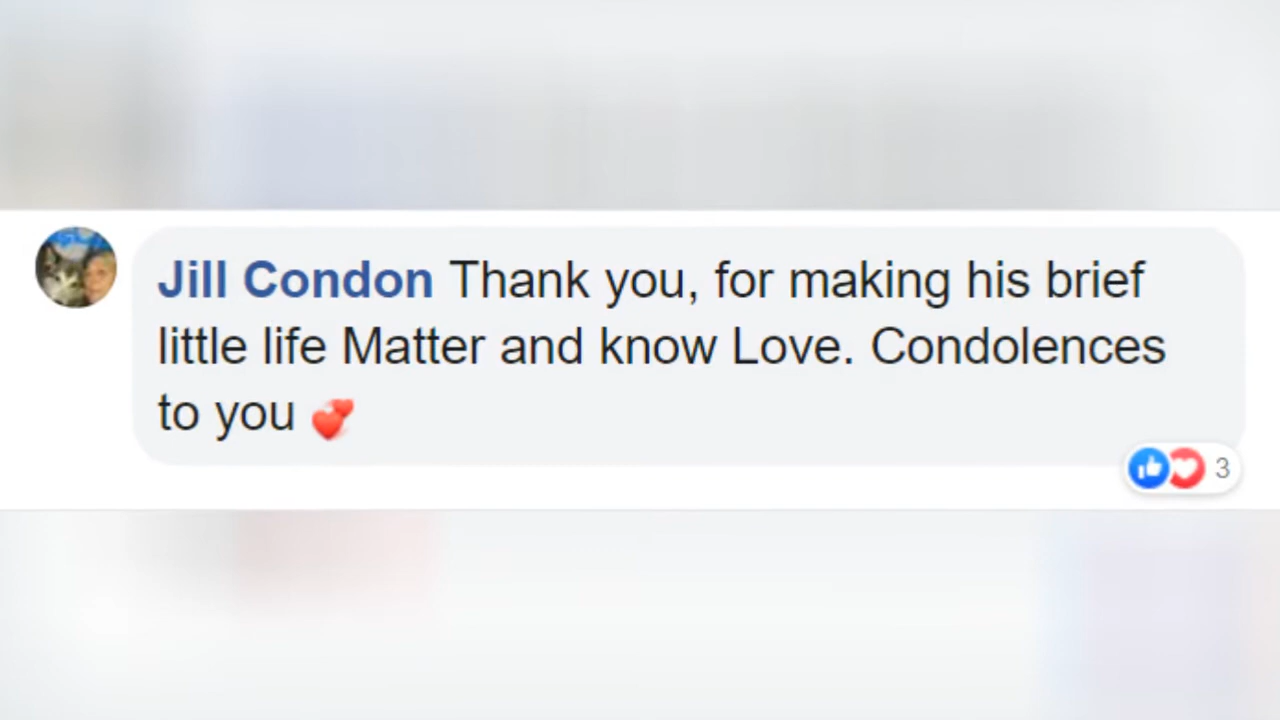 Jill Condon Thank you, for making his brief
little life Matter and know Love. Condolences
to you 💞
3